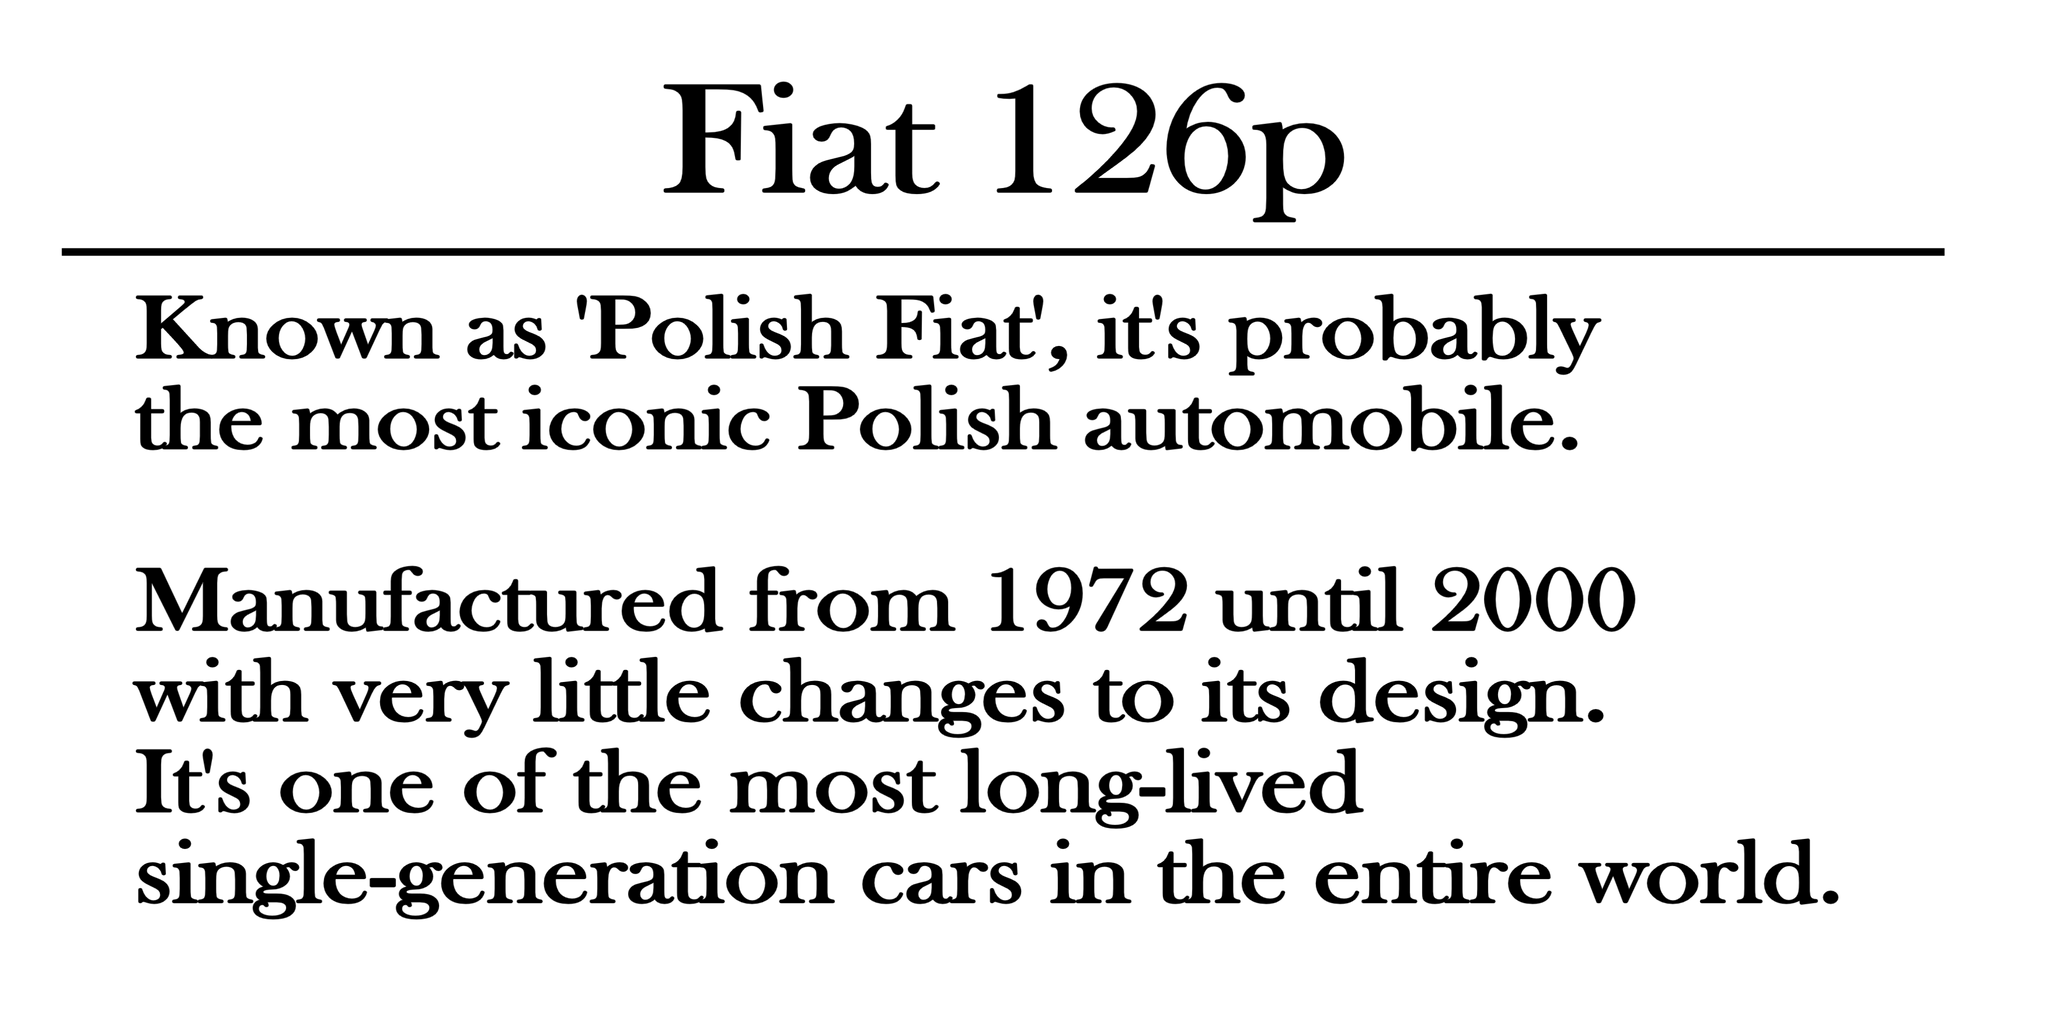 Fiat 126p
Known as 'Polish Fiat', it's probably
the most iconic Polish automobile.
Manufactured from 1972 until 2000
with very little changes to its design.
It's one of the most long-lived
single-generation cars in the entire world.